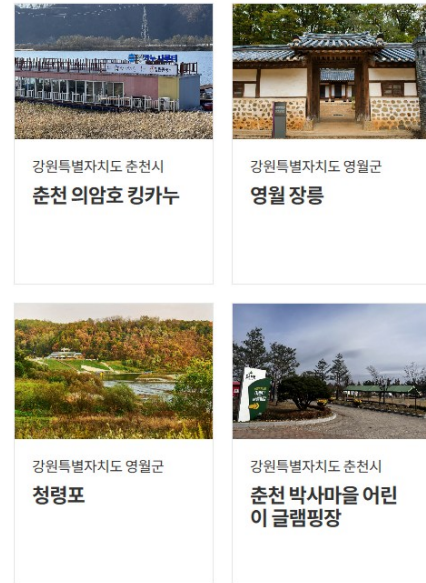 강원특별자치도 춘천시
춘천 의암호 킹카누
강원특별자치도 영월군
영월 장릉
강원특별자치도 영월군
청령포
강원특별자치도 춘천시
춘천 박사마을 어린
이 글램핑장